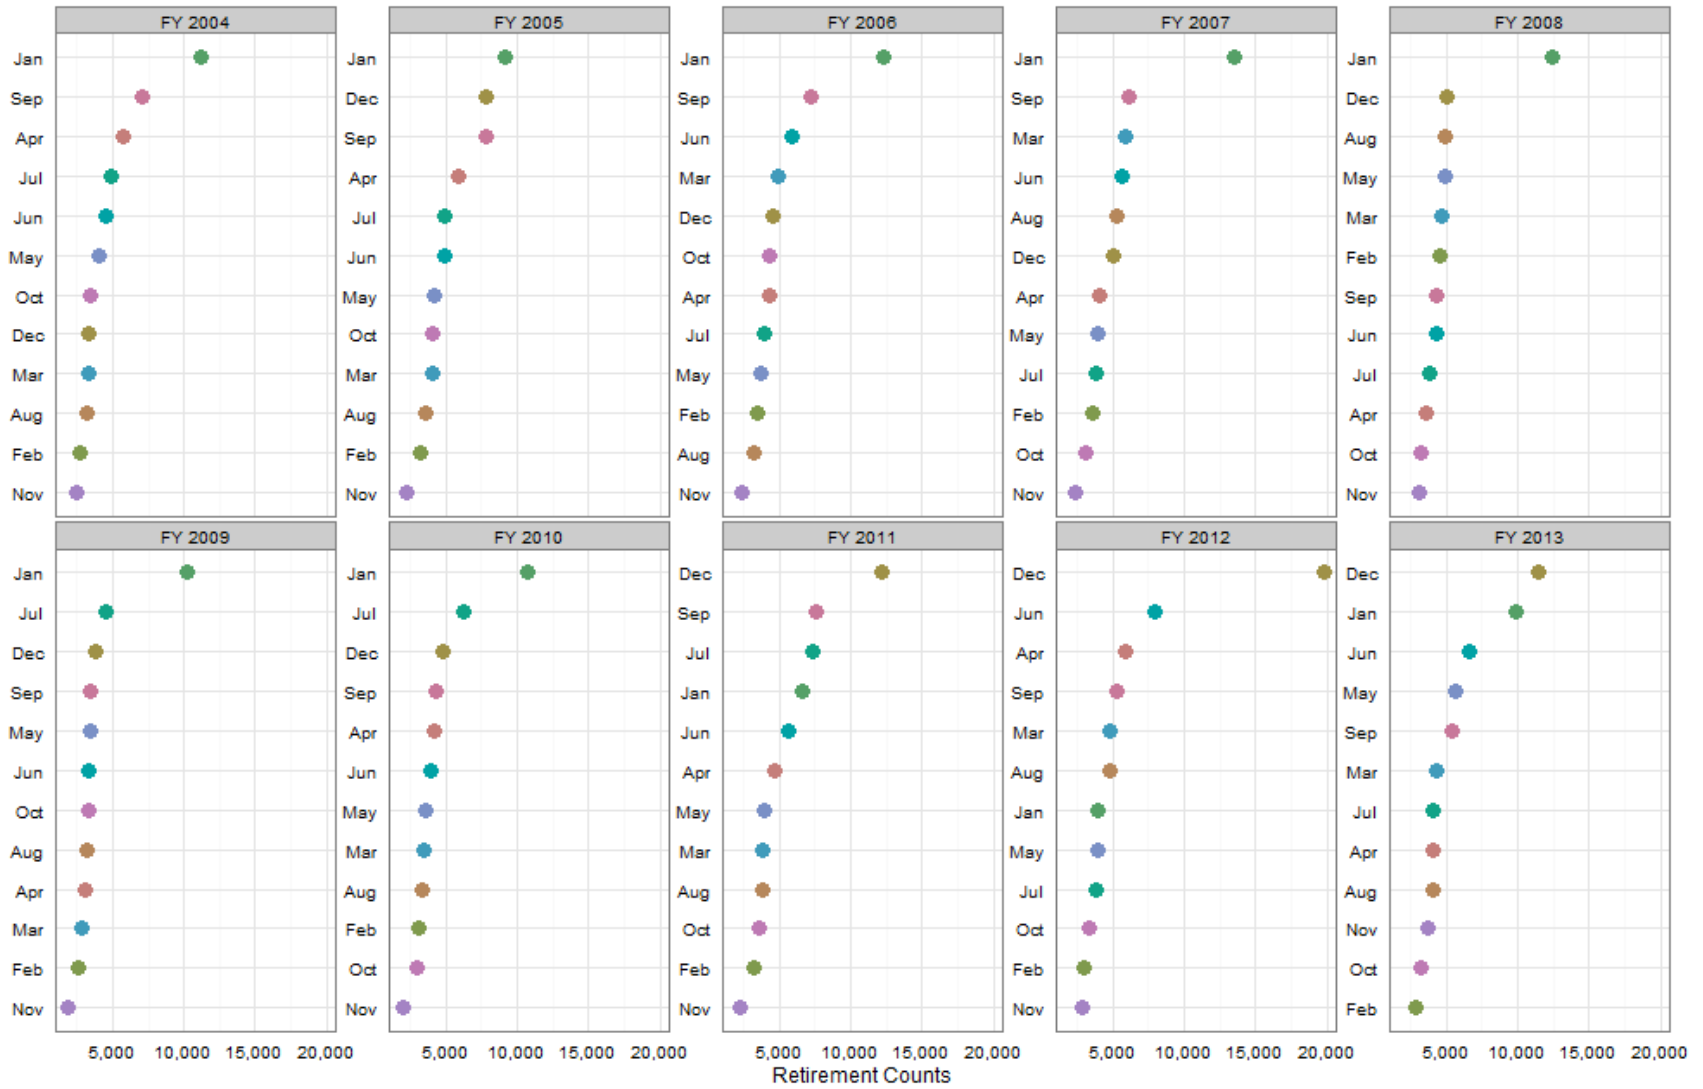 FY 2004 FY 2005 FY 2006 FY 2007 FY 2008
Jan Jan Jan Jan Jan
Sep Dec Sep Sep Dec
Apr Sep Jun Mar Aug
Jul Apr Mar Jun May
Jun Jul Dec Aug Mar
May Jun Oct Dec Feb
Oct May Apr Apr Sep
Dec Oct Jul May Jun
Mar Mar May Jul Jul
Aug Aug Feb Feb Apr
Feb Feb Aug Oct Oct
Nov Nov Nov Nov Nov
FY 2009 FY 2010 FY 2011 FY 2012 FY 2013
Jan Jan Dec Dec Dec
Jul Jul Sep Jun Jan
Dec Dec Jul Apr Jun
Sep Sep Jan Sep May
May Apr Jun Mar Sep
Jun Jun Apr Aug Mar
Oct May May Jan Jul
Aug Mar Mar May Apr
Apr Aug Aug Jul Aug
Mar Feb Oct Oct Nov
Feb Oct Feb Feb Oct
Nov Nov Nov Nov Feb
5,000 10,000 15,000 20,000 5,000 10,000 15,000 20,000 5,000 10,000 15,000 20,000 5,000 10,000 15,000 20,000 5,000 10,000 15,000 20,000
Retirement Counts